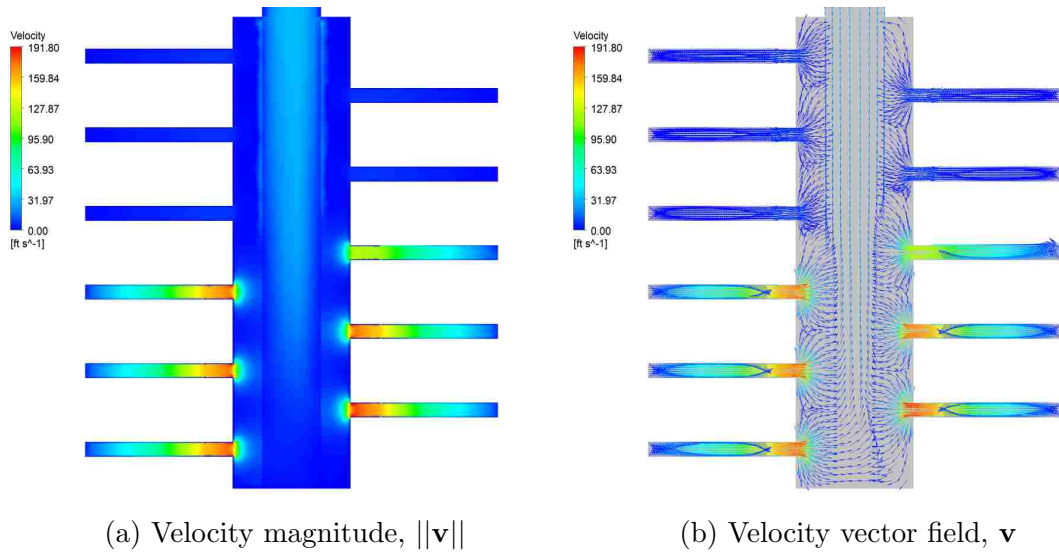 Velocity
191.80
159.84
127.87
95.90
63.93
31.97
0.00
[ft s^-1]
Velocity
191.80
159.84
127.87
95.90
63.93
31.97
0.00
[ft s^-1]
(a) Velocity magnitude, ||v||
(b) Velocity vector field, v